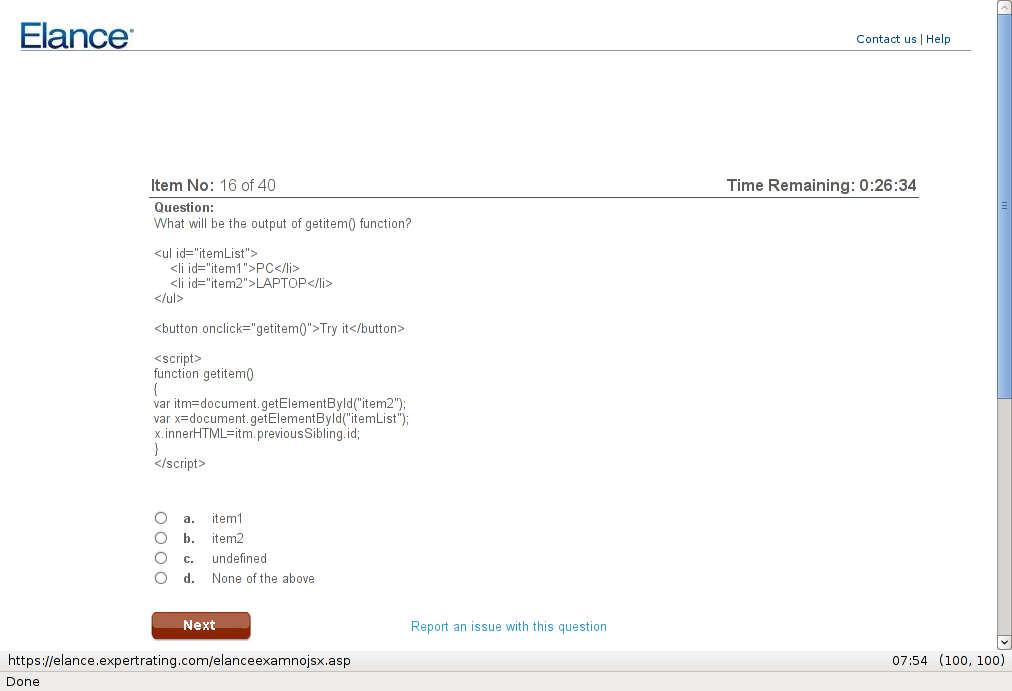 Elance
Contact us | Help
Item No: 16 of 40 Time Remaining: 0:26:34
Question:
What will be the output of getitem() function?
<ul id="itemList">
<li id="item1">PC</li>
<li id="item2">LAPTOP</li>
</ul>
<button onclick="getitem()">Try it</button>
<script>
function getitem()
{
var itm=document.getElementById("item2");
var x=document.getElementById("itemList");
x.innerHTML=itm.previousSibling.id;
}
</script>
a. item1
b. item2
c. undefined
d. None of the above
Next Report an issue with this question
https://elance.expertrating.com/elanceexamnojsx.asp 07:54 (100, 100)
Done